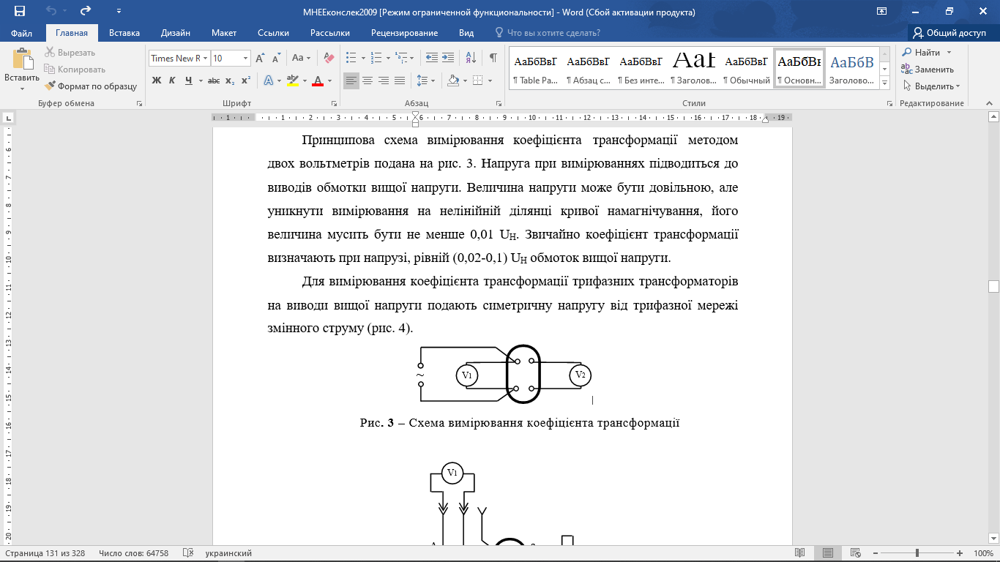 МНЕЕконслек2009 [Режим ограниченной функциональности] - Word (Сбой активации продукта)
Файл Главная Вставка Дизайн Макет Ссылки Рассылки Рецензирование Вид Что вы хотите сделать? Общий доступ
Вставить
Вырезать
Копировать
Формат по образцу
Буфер обмена
Times New R 10
Ж К Ч abc x₂ x²
Шрифт
Абзац
АаБбВвГ АаБбВвГ АаБбВвГ АаБ АаБбВвГ АаБбВв АаБбВ
¶ Table Pa... ¶ Абзац с... ¶ Без инте... ¶ Заголов... ¶ Обычный ¶ Основн... Заголово...
Стили
Найти
Заменить
Выделить
Редактирование
Принципова схема вимірювання коефіцієнта трансформації методом
двох вольтметрів подана на рис. 3. Напруга при вимірюваннях підводиться до
виводів обмотки вищої напруги. Величина напруги може бути довільною, але
уникнути вимірювання на нелінійній ділянці кривої намагнічування, його
величина мусить бути не менше 0,01 UН. Звичайно коефіцієнт трансформації
визначають при напрузі, рівній (0,02-0,1) UН обмоток вищої напруги.
Для вимірювання коефіцієнта трансформації трифазних трансформаторів
на виводи вищої напруги подають симетричну напругу від трифазної мережі
змінного струму (рис. 4).
~ V1 V2
Рис. 3 – Схема вимірювання коефіцієнта трансформації
V1
Страница 131 из 328 Число слов: 64758 украинский 100%